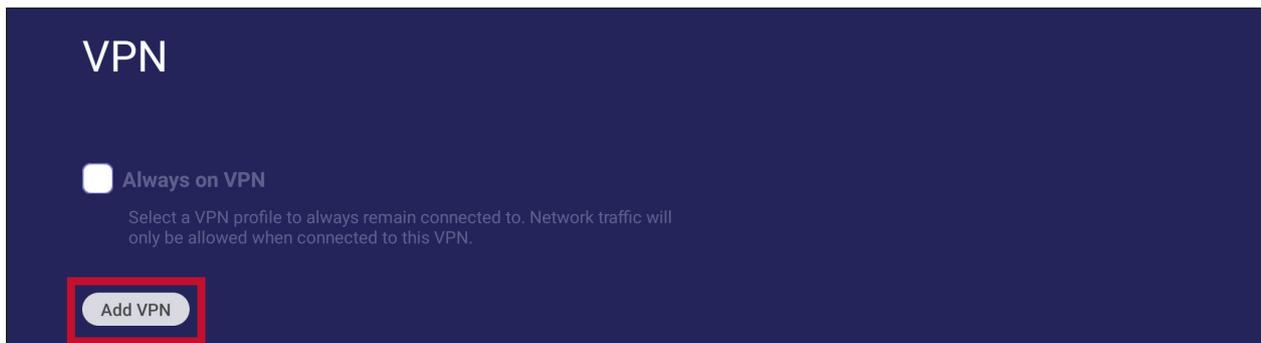 VPN
Always on VPN
Select a VPN profile to always remain connected to. Network traffic will
only be allowed when connected to this VPN.
Add VPN